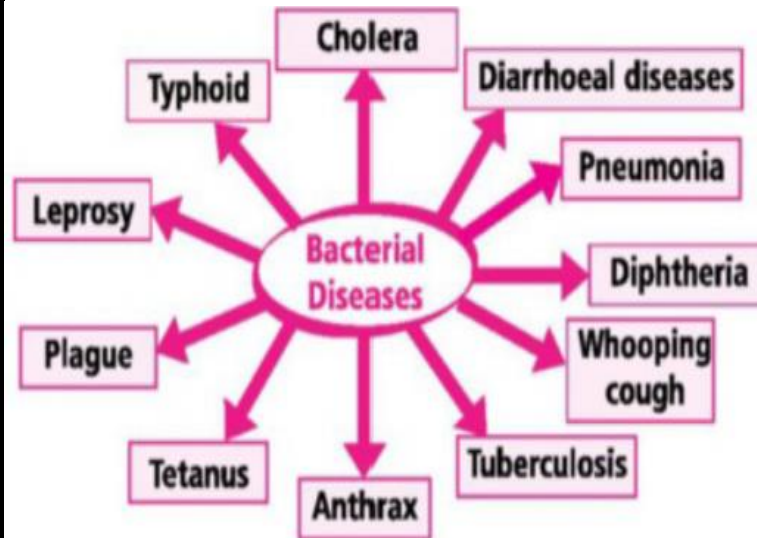 Cholera
Typhoid
Diarrhoeal diseases
Pneumonia
Leprosy
Bacterial
Diseases
Diphtheria
Plague
Whooping
cough
Tetanus
Tuberculosis
Anthrax